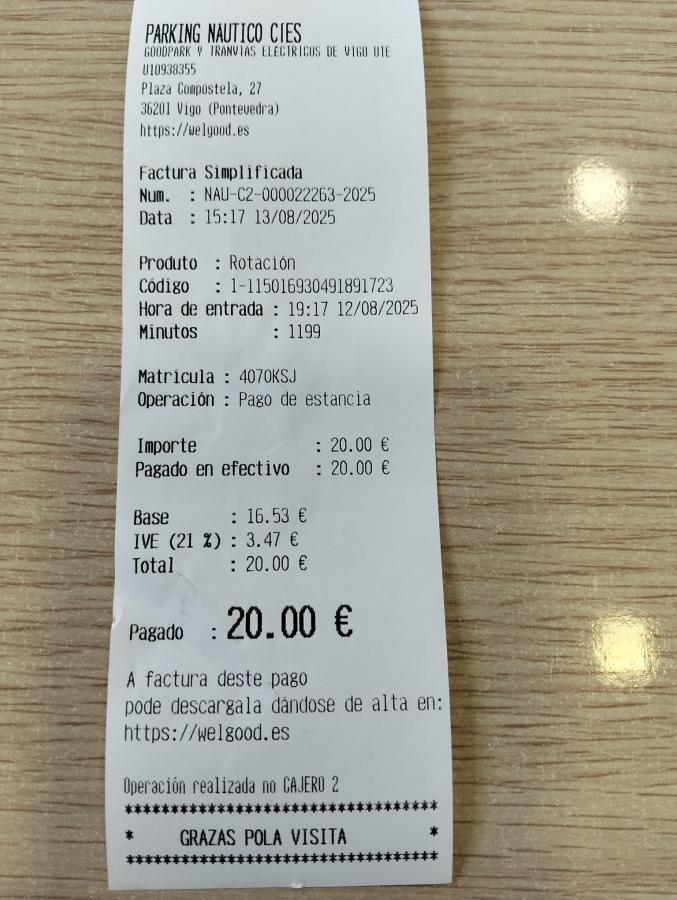 PARKING NAUTICO CIES
GOODPARK Y TRANVIAS ELECTRICOS DE VIGO UTE
U10938355
Plaza Compostela, 27
36201 Vigo (Pontevedra)
https://welgood.es
Factura Simplificada
Num. : NAU-C2-000022263-2025
Data : 15:17 13/08/2025
Produto : Rotación
Código : 1-115016930491891723
Hora de entrada : 19:17 12/08/2025
Minutos : 1199
Matrícula : 4070KSJ
Operación : Pago de estancia
Importe : 20.00 €
Pagado en efectivo : 20.00 €
Base : 16.53 €
IVE (21 %) : 3.47 €
Total : 20.00 €
Pagado : 20.00 €
A factura deste pago
pode descargala dándose de alta en:
https://welgood.es
Operación realizada no CAJERO 2
************************************
* GRAZAS POLA VISITA *
************************************